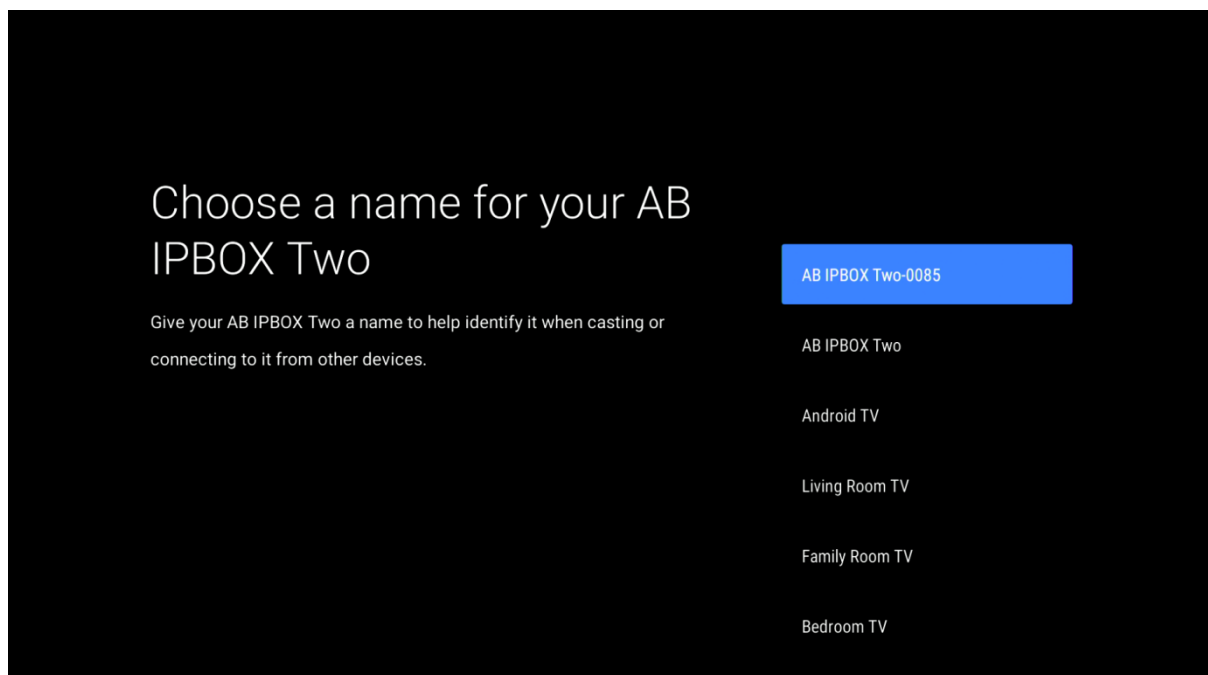 Choose a name for your AB
IPBOX Two
Give your AB IPBOX Two a name to help identify it when casting or
connecting to it from other devices.
AB IPBOX Two-0085
AB IPBOX Two
Android TV
Living Room TV
Family Room TV
Bedroom TV